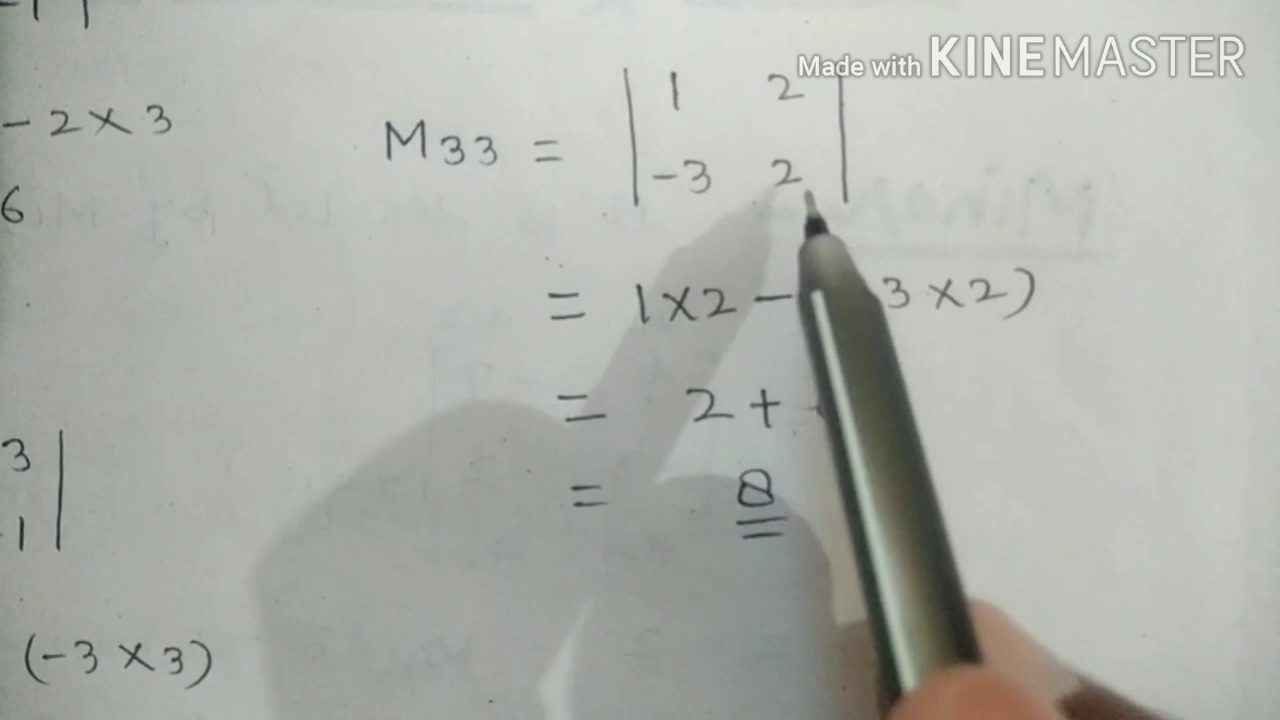 Made with KINEMASTER
- 2 × 3
6
M33 = | 1 2 |
| -3 2 |
= 1 × 2 - 3 × 2)
= 2 +
= 8
3 |
1 |
(-3 × 3)